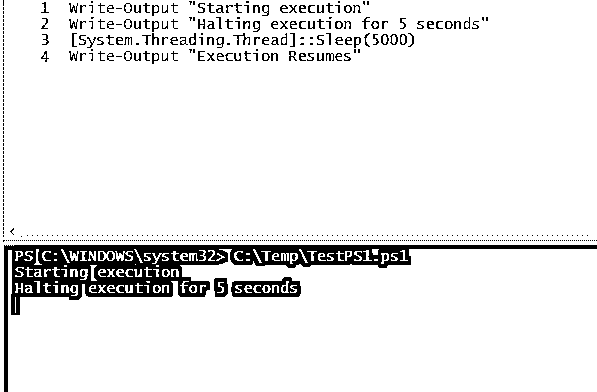 1 Write-Output "Starting execution"
2 Write-Output "Halting execution for 5 seconds"
3 [System.Threading.Thread]::Sleep(5000)
4 Write-Output "Execution Resumes"
PS C:\WINDOWS\system32> C:\Temp\TestPS1.ps1
Starting execution
Halting execution for 5 seconds